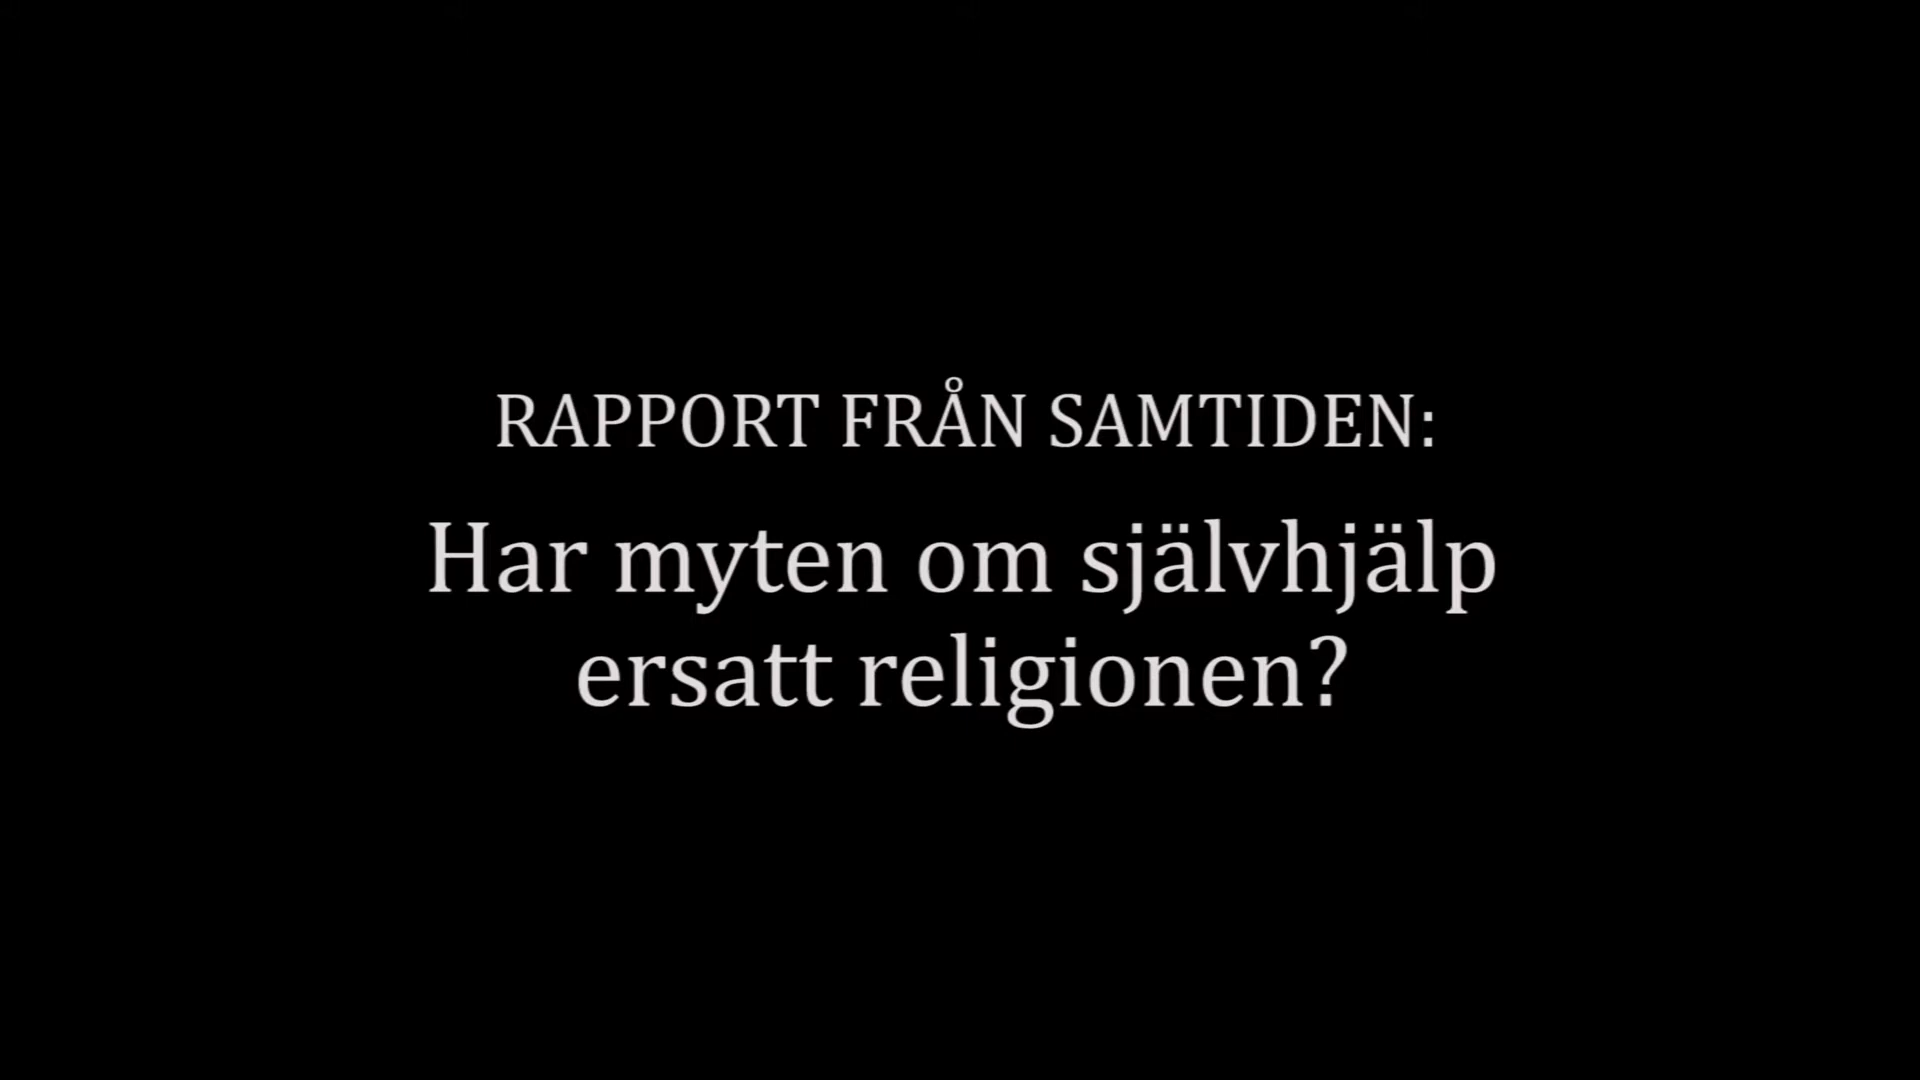 RAPPORT FRÅN SAMTIDEN:
Har myten om självhjälp
ersatt religionen?